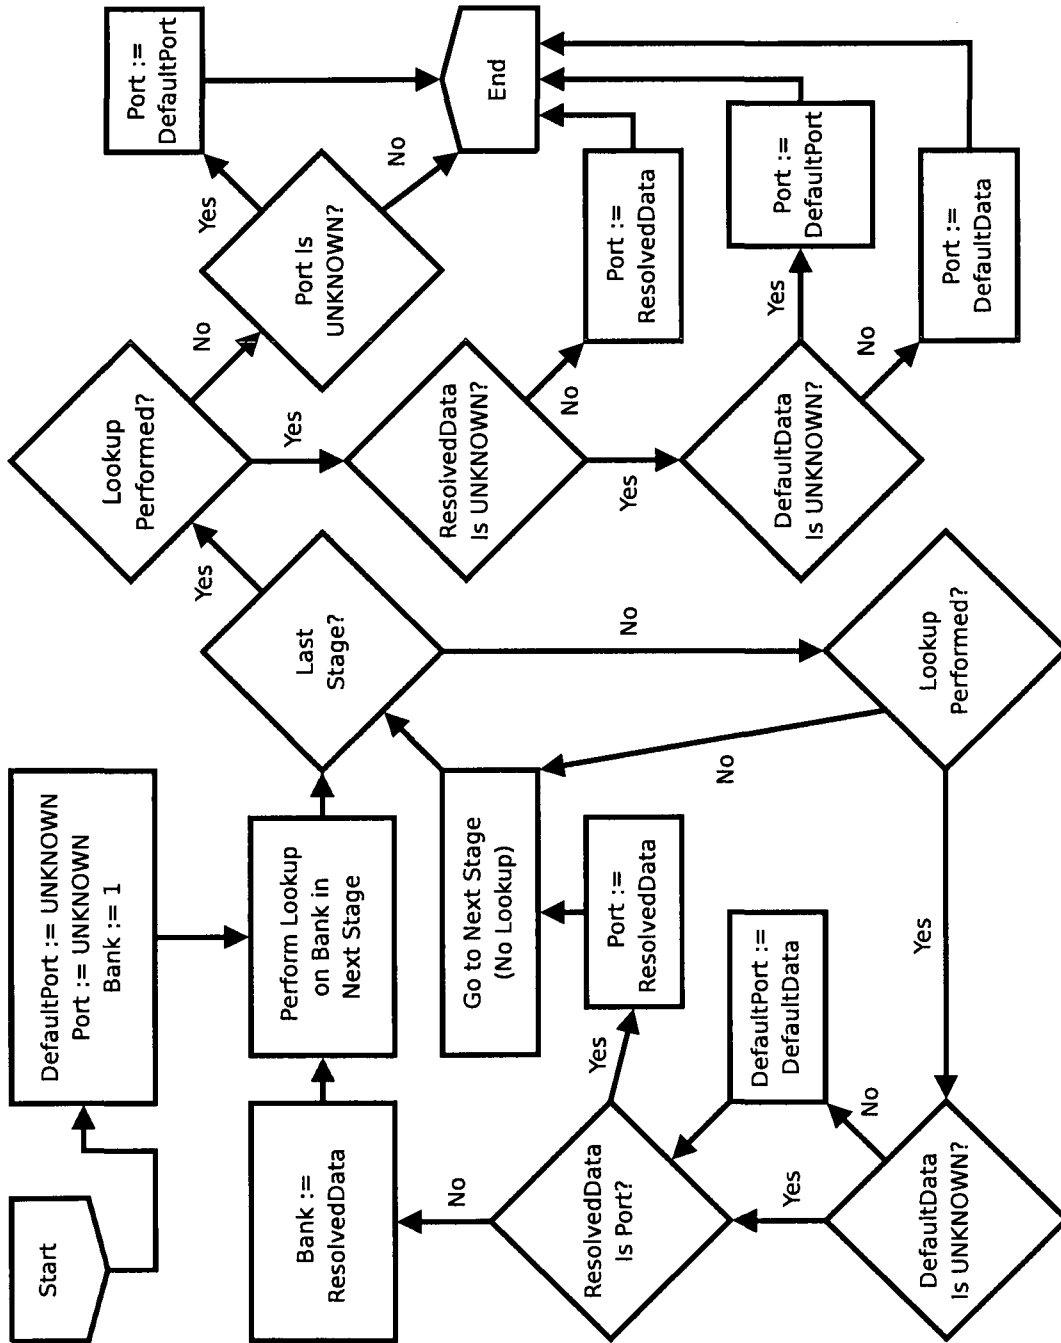 Start
DefaultPort := UNKNOWN
Port := UNKNOWN
Bank := 1
Bank :=
ResolvedData
Perform Lookup
on Bank in
Next Stage
Last
Stage?
Yes
No
Lookup
Performed?
No
Yes
Port Is
UNKNOWN?
Yes
No
Port :=
DefaultPort
End
ResolvedData
Is UNKNOWN?
No
Yes
Port :=
ResolvedData
DefaultData
Is UNKNOWN?
Yes
No
Port :=
DefaultPort
Port :=
DefaultData
Go to Next Stage
(No Lookup)
Lookup
Performed?
No
Yes
DefaultData
Is UNKNOWN?
Yes
No
DefaultPort :=
DefaultData
ResolvedData
Is Port?
No
Yes
Port :=
ResolvedData